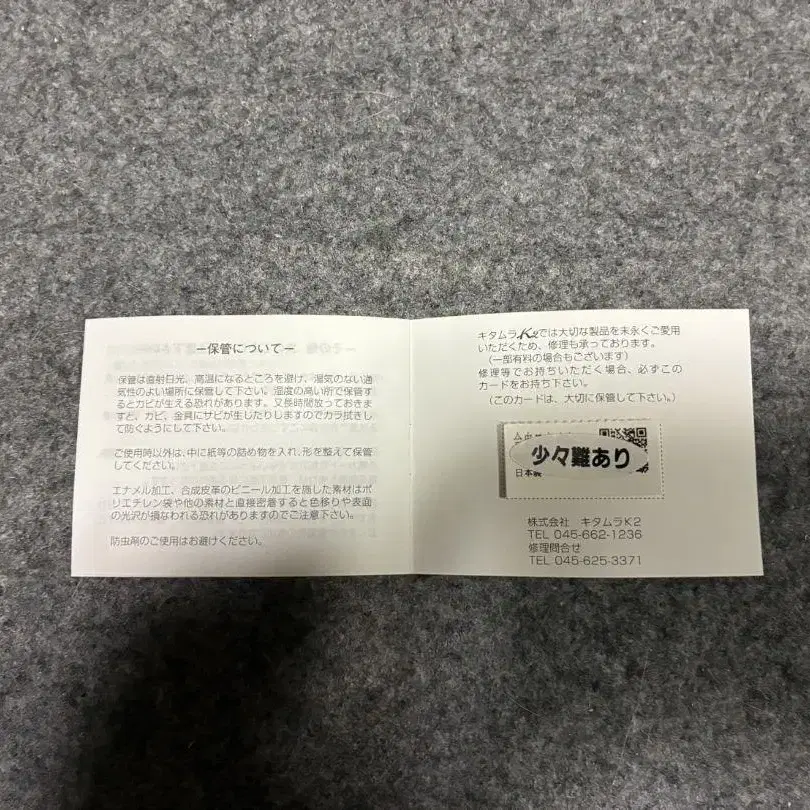 ー保管についてー
保管は直射日光、高温になるところを避け、湿気のない通
気性のよい場所に保管して下さい。湿度の高い所で保管す
るとカビが生える恐れがあります。又長時間放っておきま
すと、カビ、金具にサビが生じたりしますのでカラ拭きし
て防ぐようにして下さい。
ご使用時以外は、中に紙等の詰め物を入れ、形を整えて保管
してください。
エナメル加工、合成皮革のビニール加工を施した素材はポ
リエチレン袋や他の素材と直接密着すると色移りや表面
の光沢が損なわれる恐れがありますのでご注意下さい。
防虫剤のご使用はお避けください。
キタムラK2では大切な製品を末永くご愛用
いただくため、修理も承っております。
(一部有料の場合もございます)
修理等でお持ちいただく場合、必ずこの
カードをお持ち下さい。
(このカードは、大切に保管して下さい。)
少々難あり
日本製
株式会社 キタムラK2
TEL 045-662-1236
修理問合せ
TEL 045-625-3371